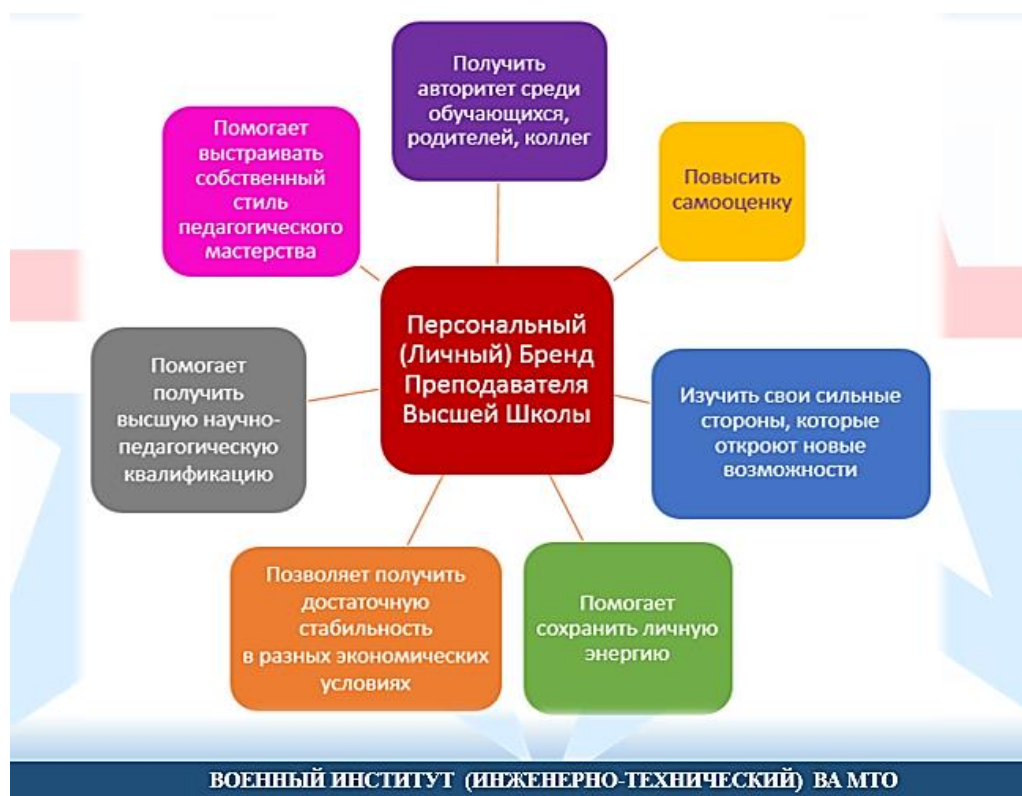 Получить
авторитет среди
обучающихся,
родителей, коллег
Помогает
выстраивать
собственный
стиль
педагогического
мастерства
Повысить
самооценку
Персональный
(Личный) Бренд
Преподавателя
Высшей Школы
Помогает
получить
высшую научно-
педагогическую
квалификацию
Изучить свои сильные
стороны, которые
откроют новые
возможности
Позволяет получить
достаточную
стабильность
в разных экономических
условиях
Помогает
сохранить личную
энергию
ВОЕННЫЙ ИНСТИТУТ (ИНЖЕНЕРНО-ТЕХНИЧЕСКИЙ) ВА МТО